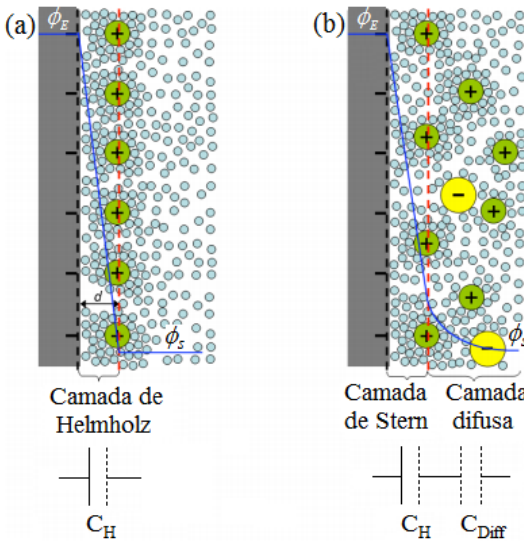 (a)
ϕE
d
ϕs
Camada de
Helmholz
CH
(b)
ϕE
ϕs
Camada
de Stern
Camada
difusa
CH
CDiff